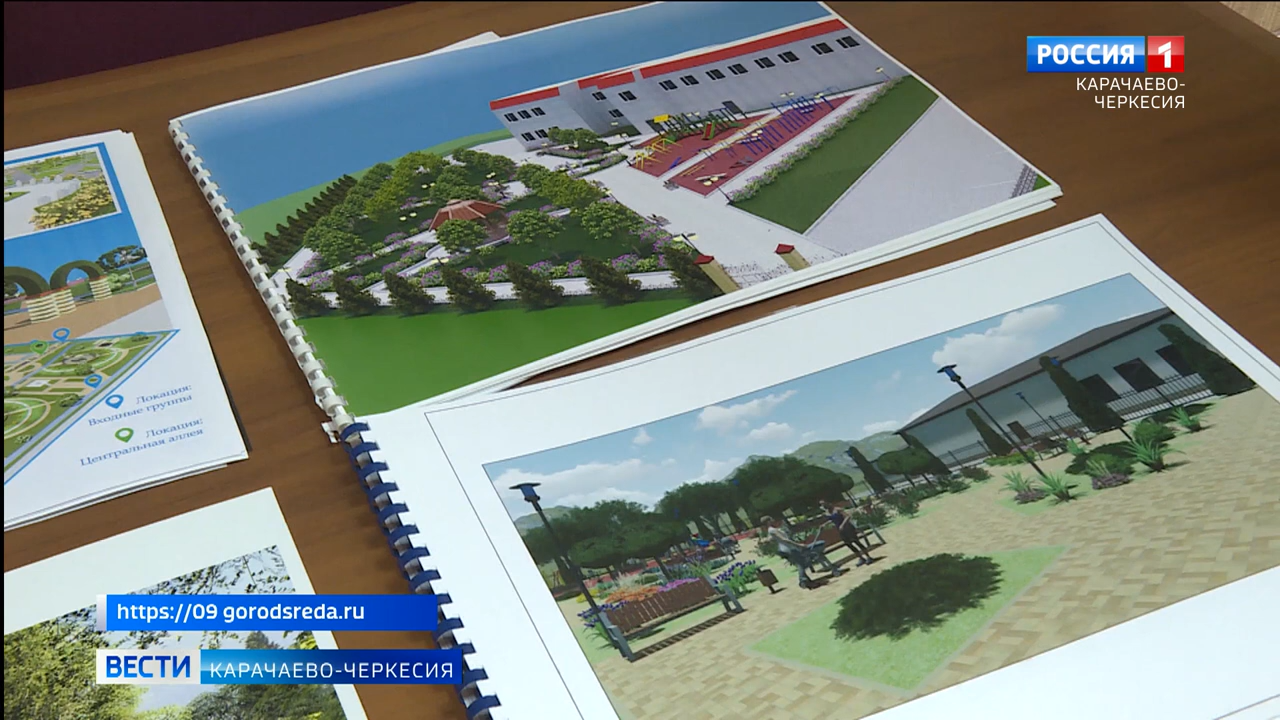 РОССИЯ 1
КАРАЧАЕВО-
ЧЕРКЕСИЯ
Локация:
Входные группы
Локация:
Центральная аллея
https://09 gorodsreda.ru
ВЕСТИ КАРАЧАЕВО-ЧЕРКЕСИЯ